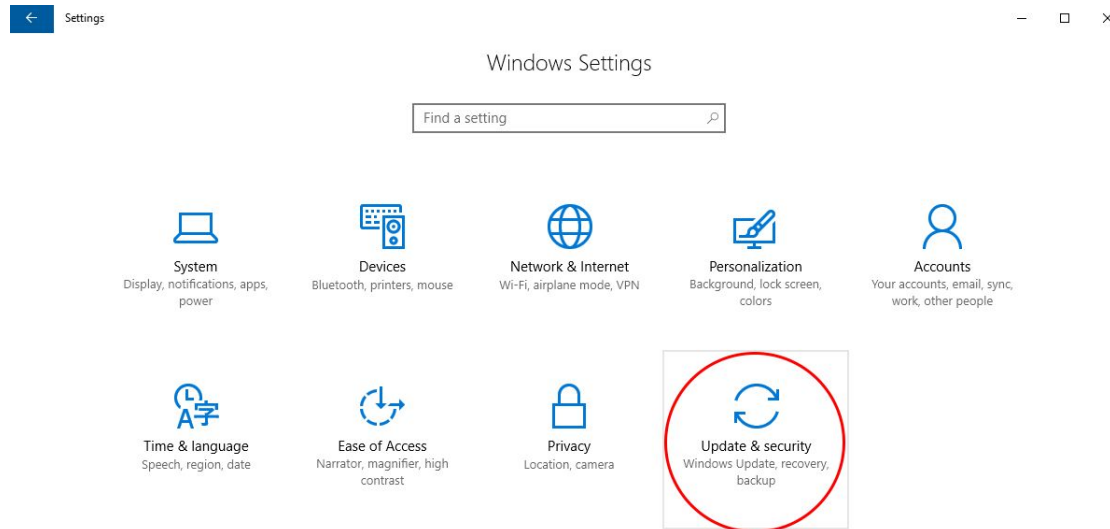 Settings
Windows Settings
Find a setting
System
Display, notifications, apps,
power
Devices
Bluetooth, printers, mouse
Network & Internet
Wi-Fi, airplane mode, VPN
Personalization
Background, lock screen,
colors
Accounts
Your accounts, email, sync,
work, other people
Time & language
Speech, region, date
Ease of Access
Narrator, magnifier, high
contrast
Privacy
Location, camera
Update & security
Windows Update, recovery,
backup